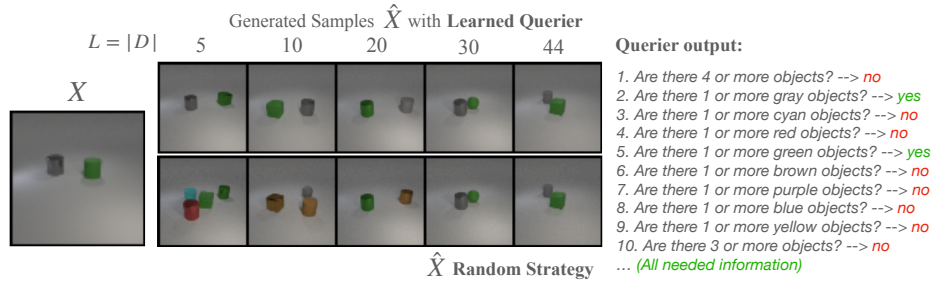 Generated Samples X̂ with Learned Querier
L = |D| 5 10 20 30 44
X
X̂ Random Strategy
Querier output:
1. Are there 4 or more objects? --> no
2. Are there 1 or more gray objects? --> yes
3. Are there 1 or more cyan objects? --> no
4. Are there 1 or more red objects? --> no
5. Are there 1 or more green objects? --> yes
6. Are there 1 or more brown objects? --> no
7. Are there 1 or more purple objects? --> no
8. Are there 1 or more blue objects? --> no
9. Are there 1 or more yellow objects? --> no
10. Are there 3 or more objects? --> no
... (All needed information)